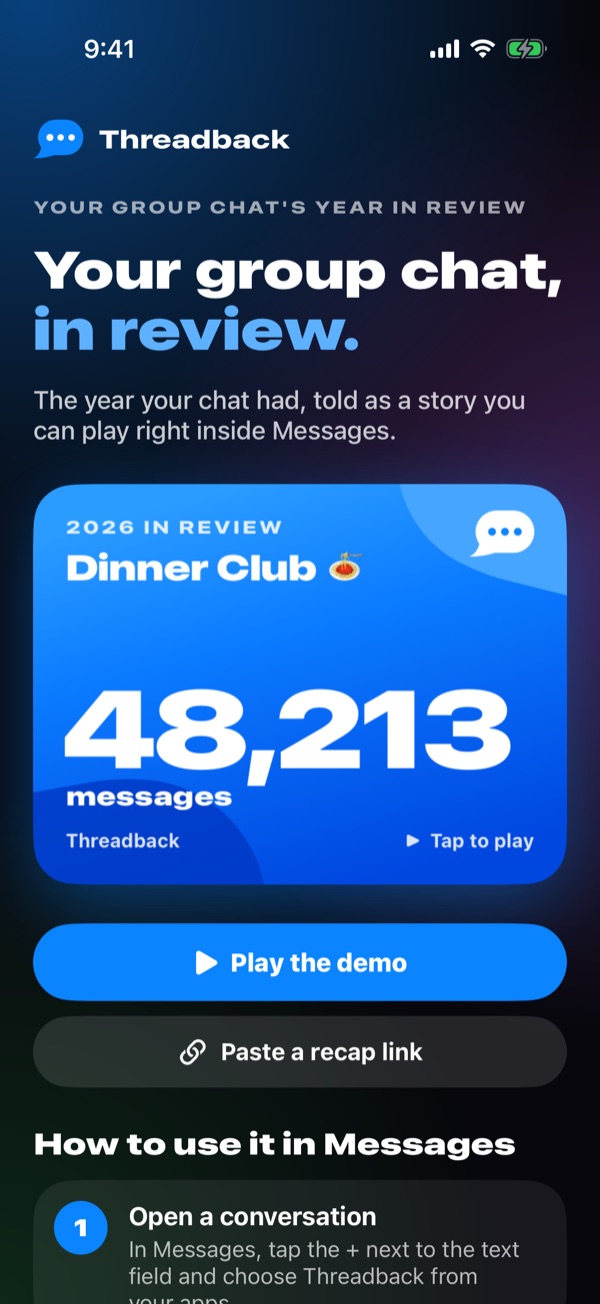 9:41
Threadback
YOUR GROUP CHAT'S YEAR IN REVIEW
Your group chat,
in review.
The year your chat had, told as a story you
can play right inside Messages.
2026 IN REVIEW
Dinner Club 🍝
48,213
messages
Threadback
Tap to play
Play the demo
Paste a recap link
How to use it in Messages
1
Open a conversation
In Messages, tap the + next to the text
field and choose Threadback from
your apps.